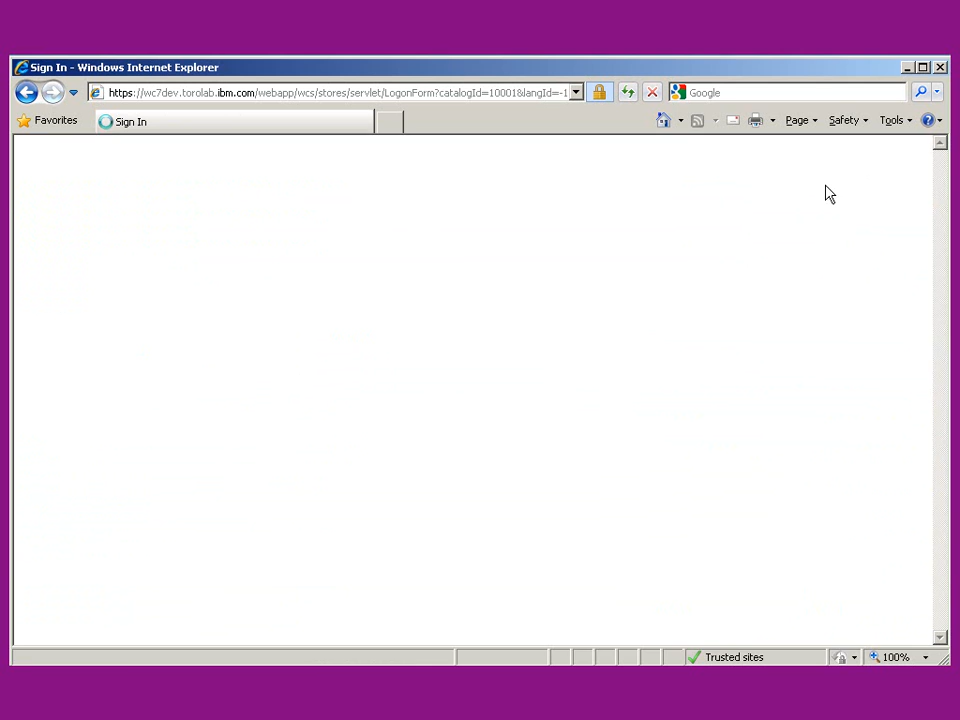 Sign In - Windows Internet Explorer
https://wc7dev.torolab.ibm.com/webapp/wcs/stores/servlet/LogonForm?catalogId=10001&langId=-1
Google
Favorites
Sign In
Page
Safety
Tools
Trusted sites
100%